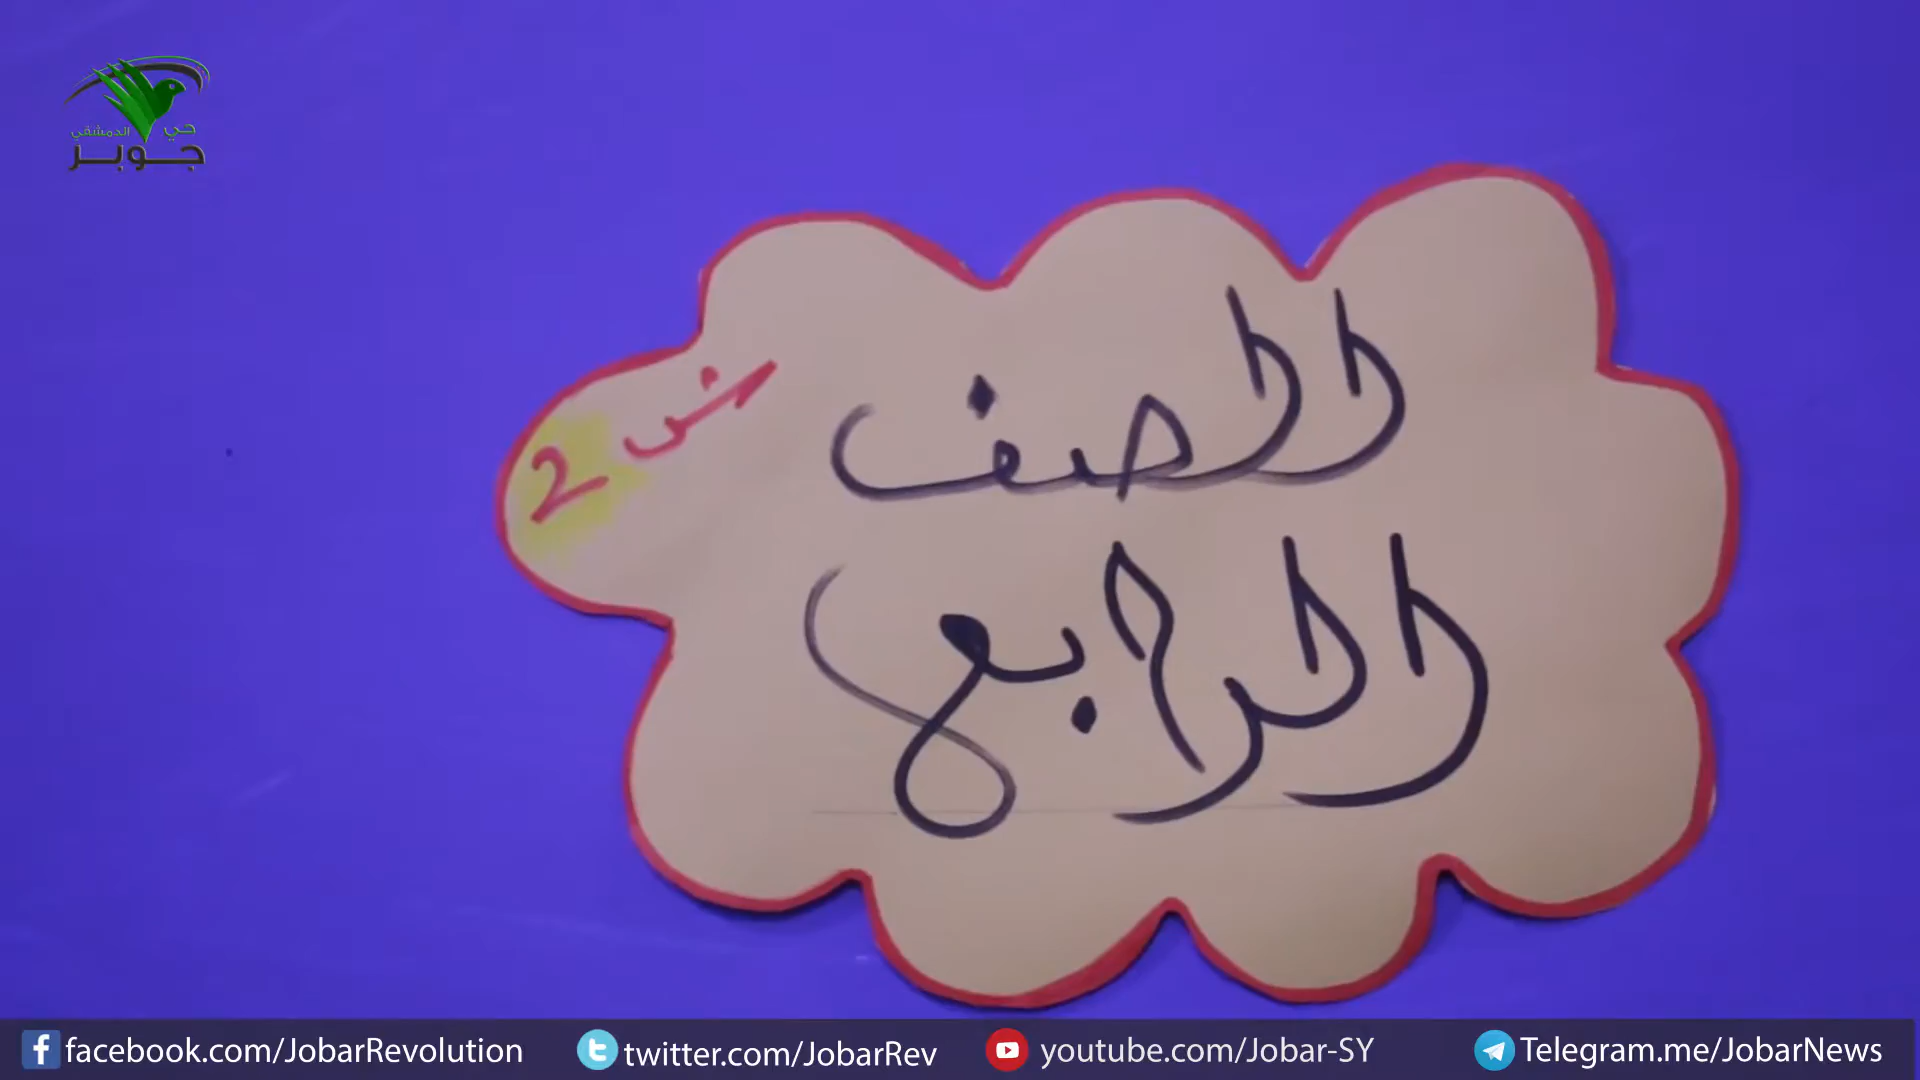 حي الدمشقي
جوبر
الصف
الرابع
ش 2
facebook.com/JobarRevolution
twitter.com/JobarRev
youtube.com/Jobar-SY
Telegram.me/JobarNews